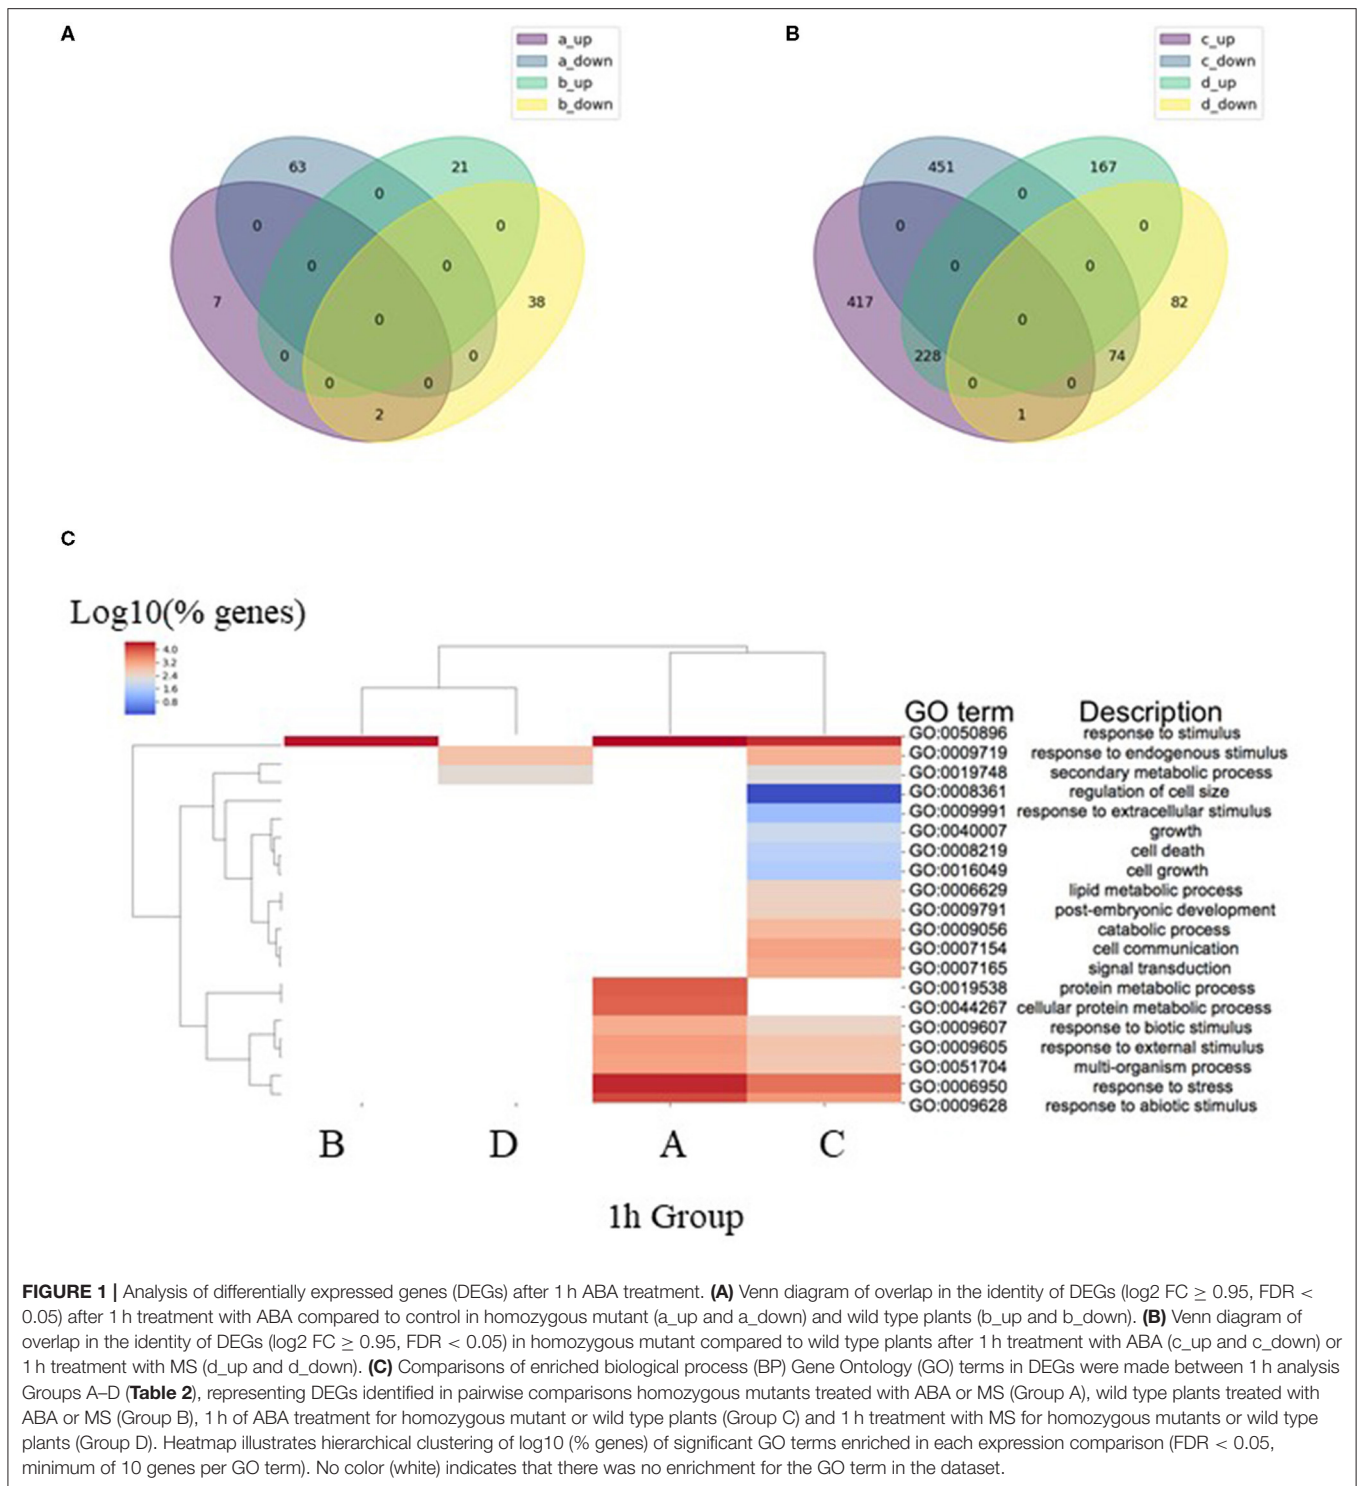 A
a_up
a_down
b_up
b_down
63
21
0
0
0
0
0
7
38
0
0
0
0
0
2
B
c_up
c_down
d_up
d_down
451
167
0
0
0
0
0
417
82
0
228
74
0
0
1
C
Log10(% genes)
4.0
3.2
2.4
1.6
0.8
GO term Description
GO:0050896 response to stimulus
GO:0009719 response to endogenous stimulus
GO:0019748 secondary metabolic process
GO:0008361 regulation of cell size
GO:0009991 response to extracellular stimulus
GO:0040007 growth
GO:0008219 cell death
GO:0016049 cell growth
GO:0006629 lipid metabolic process
GO:0009791 post-embryonic development
GO:0009056 catabolic process
GO:0007154 cell communication
GO:0007165 signal transduction
GO:0019538 protein metabolic process
GO:0044267 cellular protein metabolic process
GO:0009607 response to biotic stimulus
GO:0009605 response to external stimulus
GO:0051704 multi-organism process
GO:0006950 response to stress
GO:0009628 response to abiotic stimulus
B D A C
1h Group
FIGURE 1 | Analysis of differentially expressed genes (DEGs) after 1 h ABA treatment. (A) Venn diagram of overlap in the identity of DEGs (log2 FC ≥ 0.95, FDR <
0.05) after 1 h treatment with ABA compared to control in homozygous mutant (a_up and a_down) and wild type plants (b_up and b_down). (B) Venn diagram of
overlap in the identity of DEGs (log2 FC ≥ 0.95, FDR < 0.05) in homozygous mutant compared to wild type plants after 1 h treatment with ABA (c_up and c_down) or
1 h treatment with MS (d_up and d_down). (C) Comparisons of enriched biological process (BP) Gene Ontology (GO) terms in DEGs were made between 1 h analysis
Groups A–D (Table 2), representing DEGs identified in pairwise comparisons homozygous mutants treated with ABA or MS (Group A), wild type plants treated with
ABA or MS (Group B), 1 h of ABA treatment for homozygous mutant or wild type plants (Group C) and 1 h treatment with MS for homozygous mutants or wild type
plants (Group D). Heatmap illustrates hierarchical clustering of log10 (% genes) of significant GO terms enriched in each expression comparison (FDR < 0.05,
minimum of 10 genes per GO term). No color (white) indicates that there was no enrichment for the GO term in the dataset.